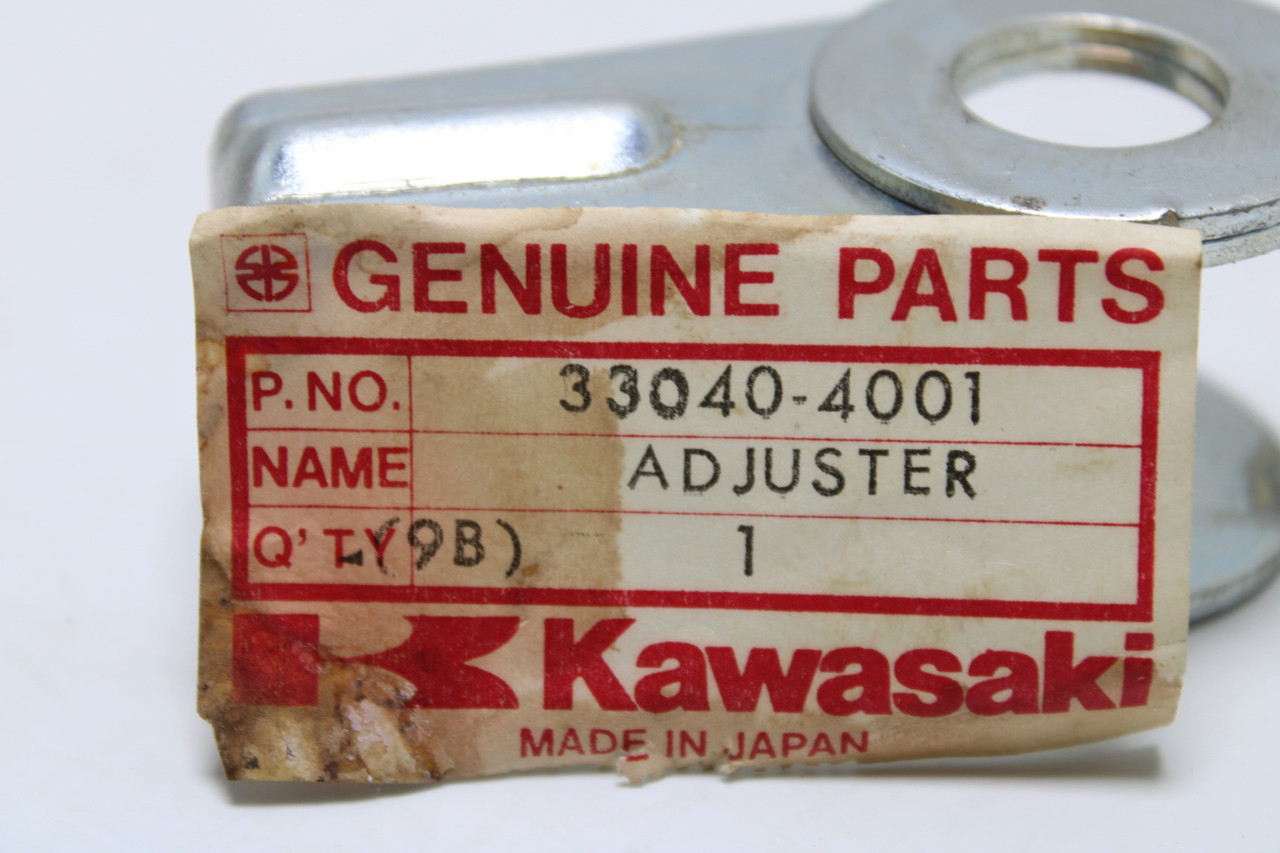 GENUINE PARTS
P. NO. 33040-4001
NAME ADJUSTER
Q'TY (9B) 1
Kawasaki
MADE IN JAPAN